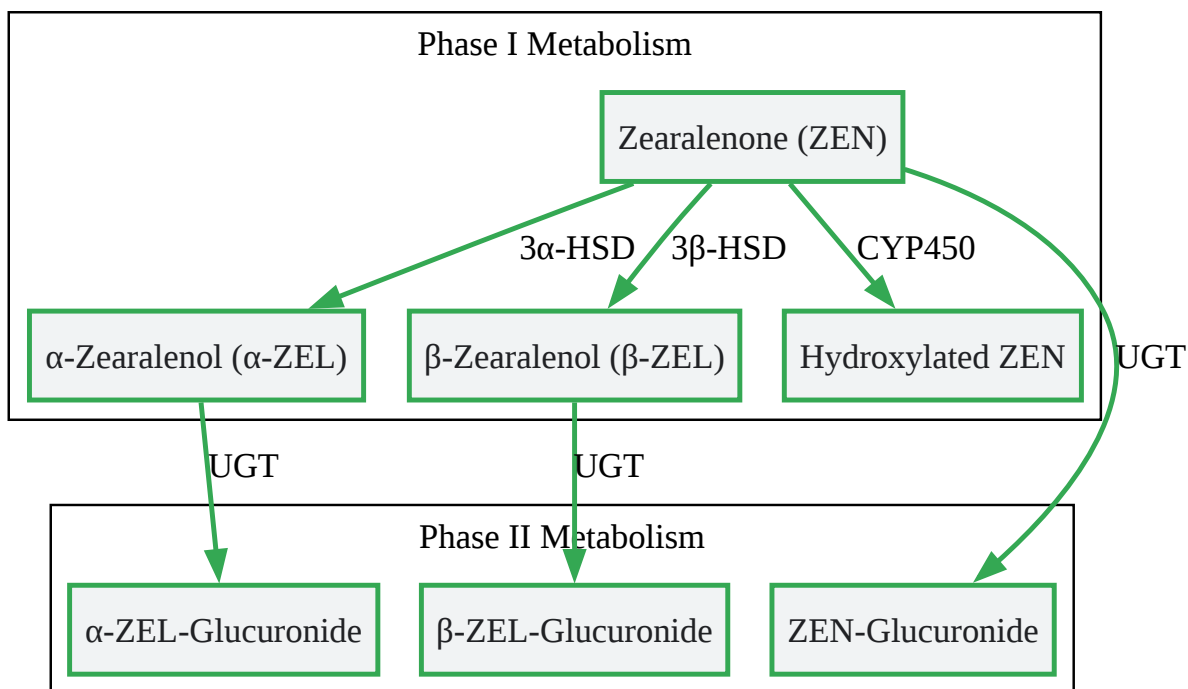 Phase I Metabolism
Zearalenone (ZEN)
3α-HSD
3β-HSD
CYP450
α-Zearalenol (α-ZEL)
β-Zearalenol (β-ZEL)
Hydroxylated ZEN
UGT
UGT
UGT
Phase II Metabolism
α-ZEL-Glucuronide
β-ZEL-Glucuronide
ZEN-Glucuronide